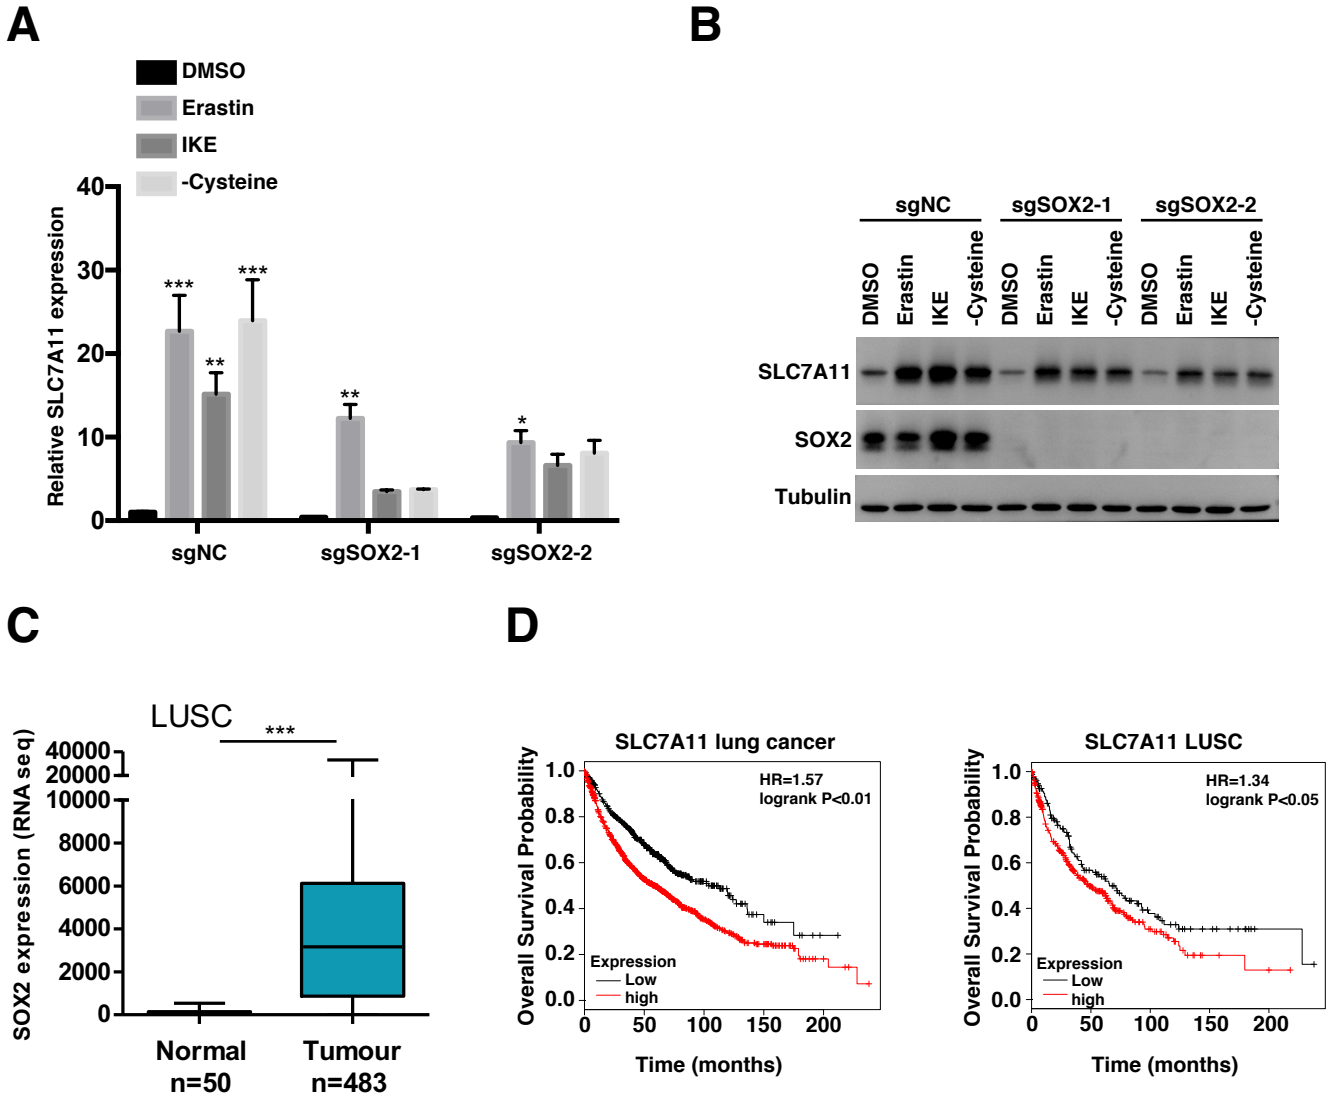 A
DMSO
Erastin
IKE
-Cysteine
Relative SLC7A11 expression
40
30
20
10
0
***
**
***
**
*
sgNC
sgSOX2-1
sgSOX2-2
B
sgNC
sgSOX2-1
sgSOX2-2
DMSO
Erastin
IKE
-Cysteine
DMSO
Erastin
IKE
-Cysteine
DMSO
Erastin
IKE
-Cysteine
SLC7A11
SOX2
Tubulin
C
LUSC
***
SOX2 expression (RNA seq)
40000
20000
10000
8000
6000
4000
2000
0
Normal
n=50
Tumour
n=483
D
SLC7A11 lung cancer
HR=1.57
logrank P<0.01
Overall Survival Probability
1.0
0.8
0.6
0.4
0.2
0.0
Expression
Low
high
0 50 100 150 200
Time (months)
SLC7A11 LUSC
HR=1.34
logrank P<0.05
Overall Survival Probability
1.0
0.8
0.6
0.4
0.2
0.0
Expression
Low
high
0 50 100 150 200
Time (months)